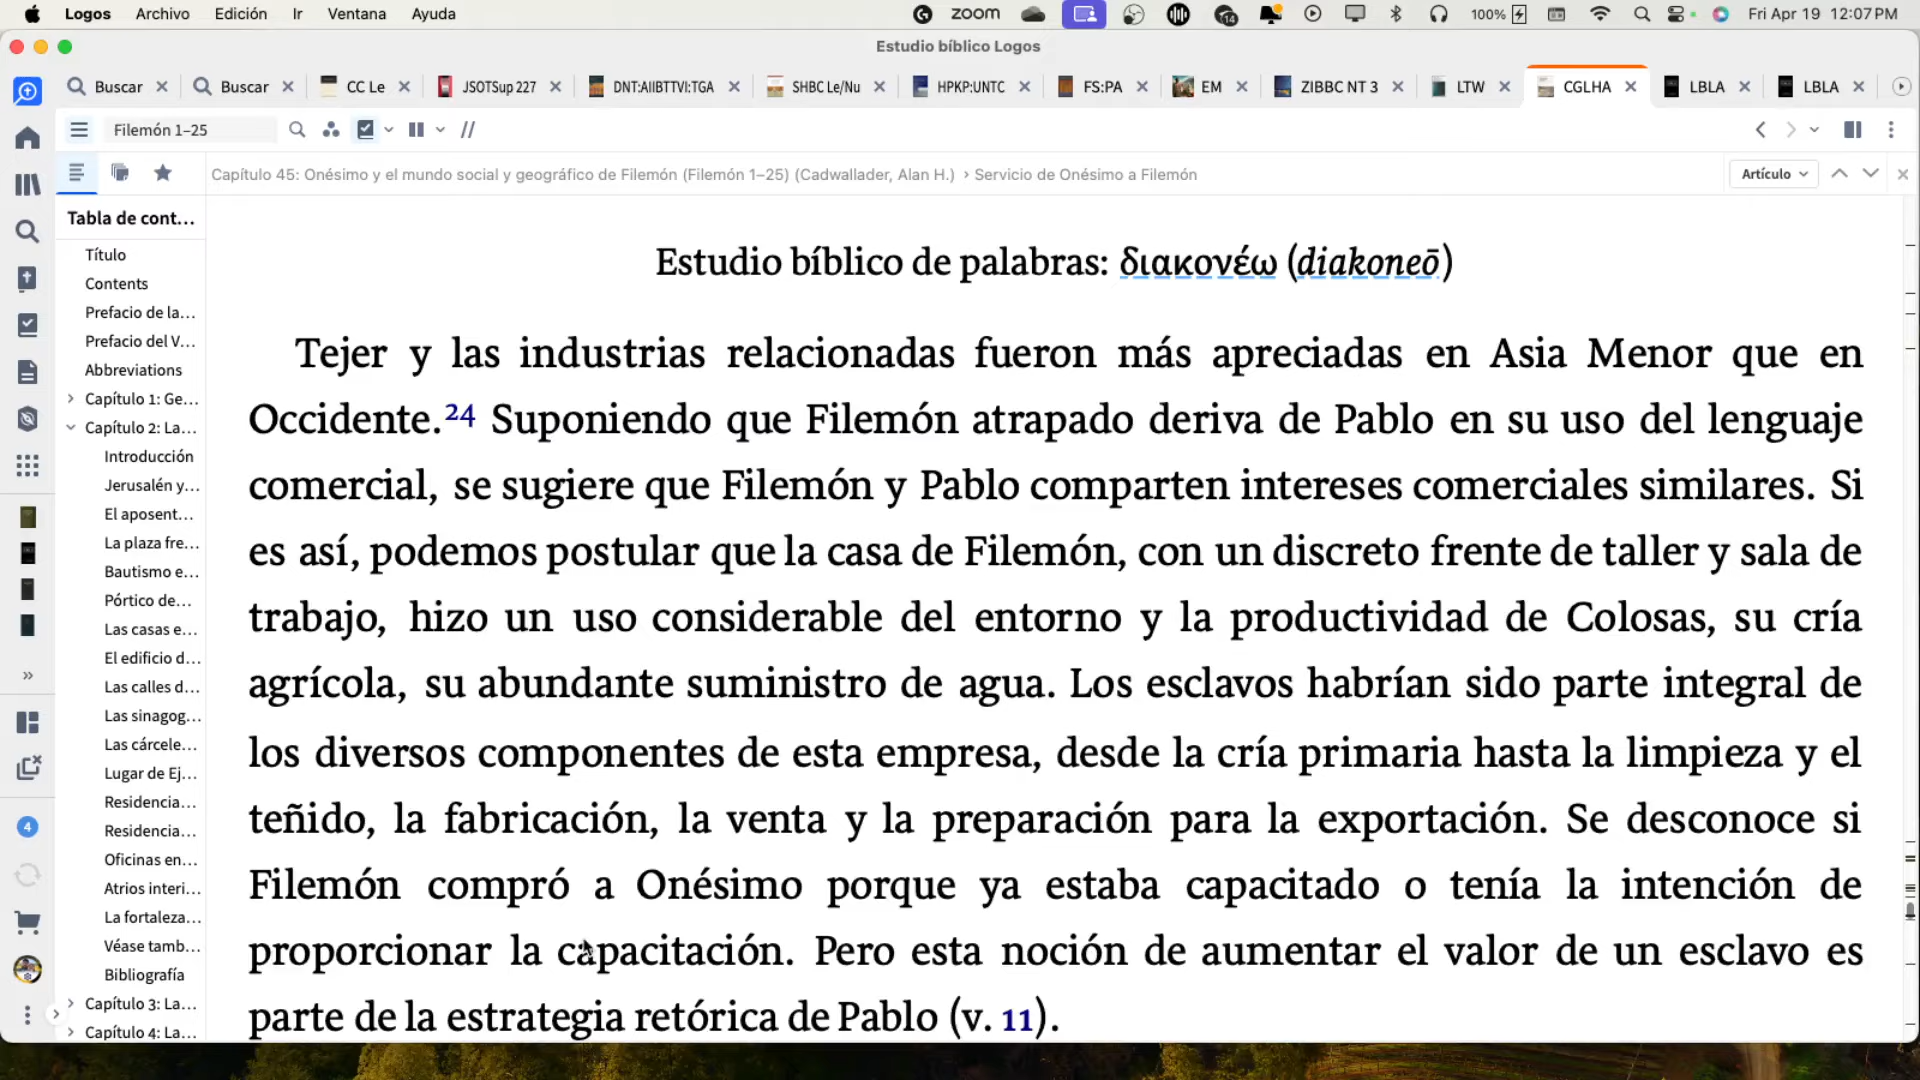 Logos Archivo Edición Ir Ventana Ayuda zoom 14 100% Fri Apr 19 12:07 PM
Estudio bíblico Logos
Buscar Buscar CC Le JSOTSup 227 DNT:AIIBTTVI:TGA SHBC Le/Nu HPKP:UNTC FS:PA EM ZIBBC NT 3 LTW CGLHA LBLA LBLA
Filemón 1–25
Capítulo 45: Onésimo y el mundo social y geográfico de Filemón (Filemón 1–25) (Cadwallader, Alan H.) › Servicio de Onésimo a Filemón
Artículo
Tabla de cont...
Título
Contents
Prefacio de la...
Prefacio del V...
Abbreviations
Capítulo 1: Ge...
Capítulo 2: La...
Introducción
Jerusalén y...
El aposent...
La plaza fre...
Bautismo e...
Pórtico de...
Las casas e...
El edificio d...
Las calles d...
Las sinagog...
Las cárcele...
Lugar de Ej...
Residencia...
Residencia...
Oficinas en...
Atrios interi...
La fortaleza...
Véase tamb...
Bibliografía
Capítulo 3: La...
Capítulo 4: La...
4
Estudio bíblico de palabras: διακονέω (diakoneō)
Tejer y las industrias relacionadas fueron más apreciadas en Asia Menor que en
Occidente.24 Suponiendo que Filemón atrapado deriva de Pablo en su uso del lenguaje
comercial, se sugiere que Filemón y Pablo comparten intereses comerciales similares. Si
es así, podemos postular que la casa de Filemón, con un discreto frente de taller y sala de
trabajo, hizo un uso considerable del entorno y la productividad de Colosas, su cría
agrícola, su abundante suministro de agua. Los esclavos habrían sido parte integral de
los diversos componentes de esta empresa, desde la cría primaria hasta la limpieza y el
teñido, la fabricación, la venta y la preparación para la exportación. Se desconoce si
Filemón compró a Onésimo porque ya estaba capacitado o tenía la intención de
proporcionar la capacitación. Pero esta noción de aumentar el valor de un esclavo es
parte de la estrategia retórica de Pablo (v. 11).